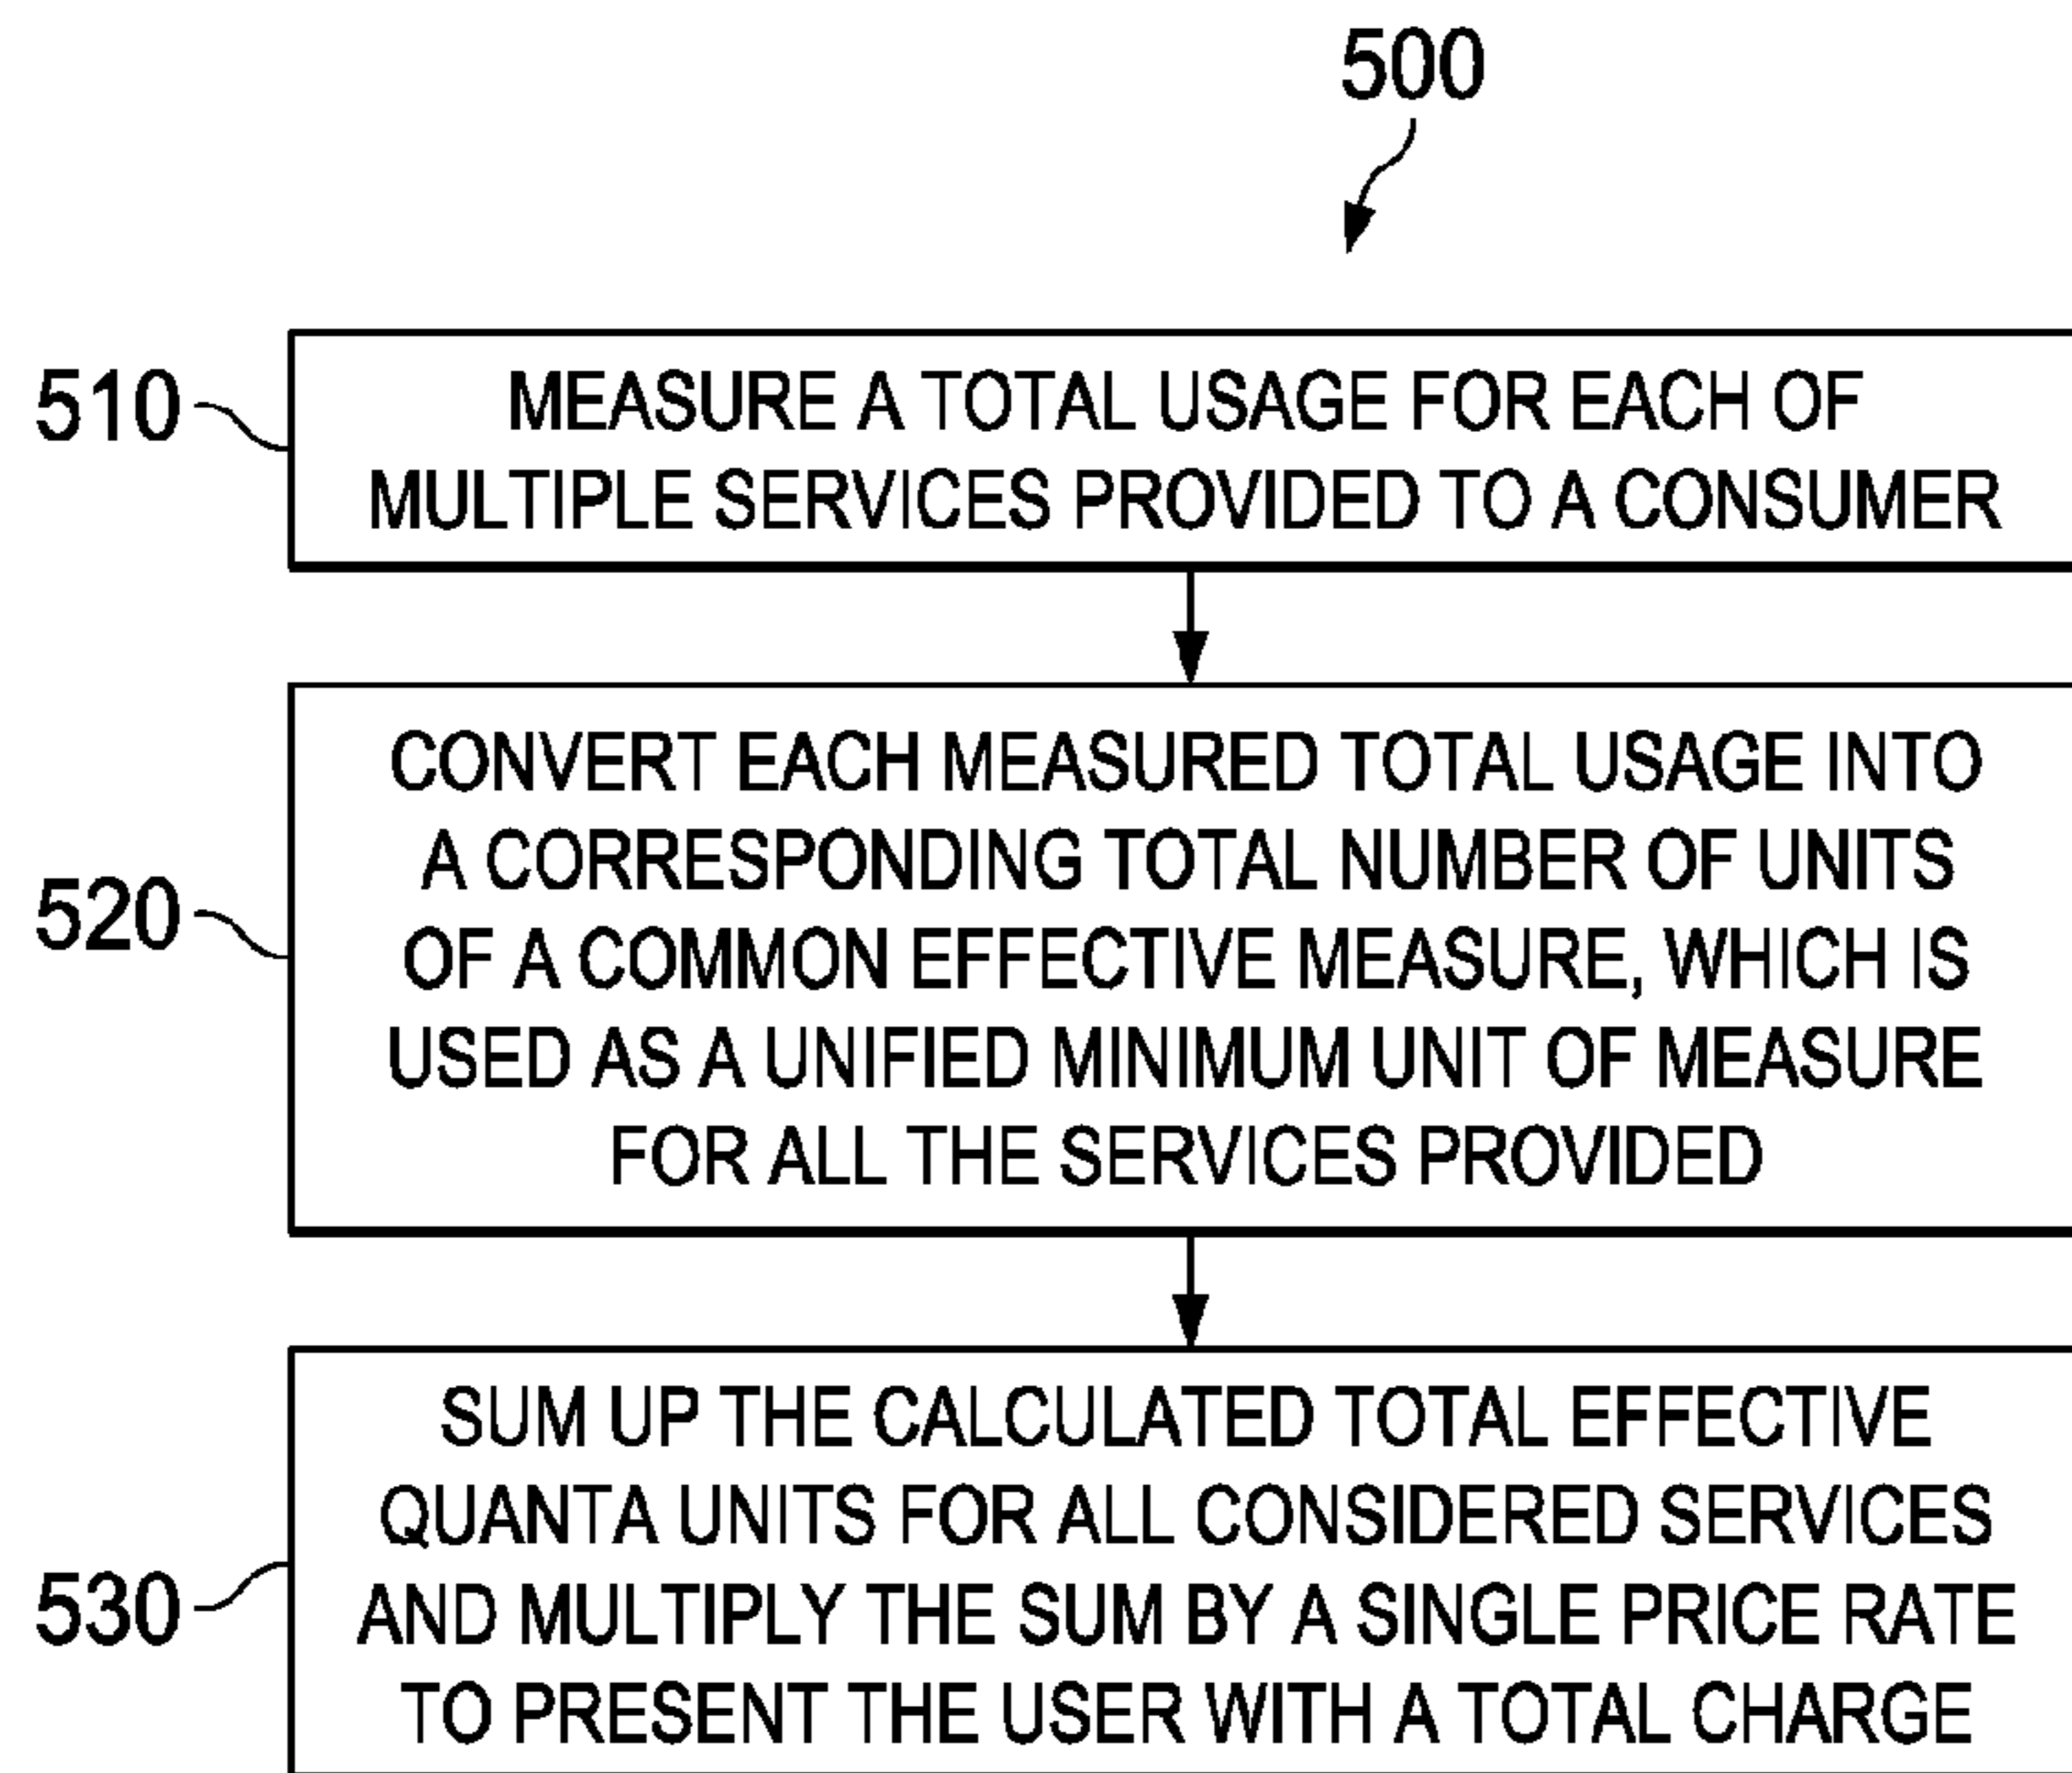 500
510
MEASURE A TOTAL USAGE FOR EACH OF
MULTIPLE SERVICES PROVIDED TO A CONSUMER
520
CONVERT EACH MEASURED TOTAL USAGE INTO
A CORRESPONDING TOTAL NUMBER OF UNITS
OF A COMMON EFFECTIVE MEASURE, WHICH IS
USED AS A UNIFIED MINIMUM UNIT OF MEASURE
FOR ALL THE SERVICES PROVIDED
530
SUM UP THE CALCULATED TOTAL EFFECTIVE
QUANTA UNITS FOR ALL CONSIDERED SERVICES
AND MULTIPLY THE SUM BY A SINGLE PRICE RATE
TO PRESENT THE USER WITH A TOTAL CHARGE